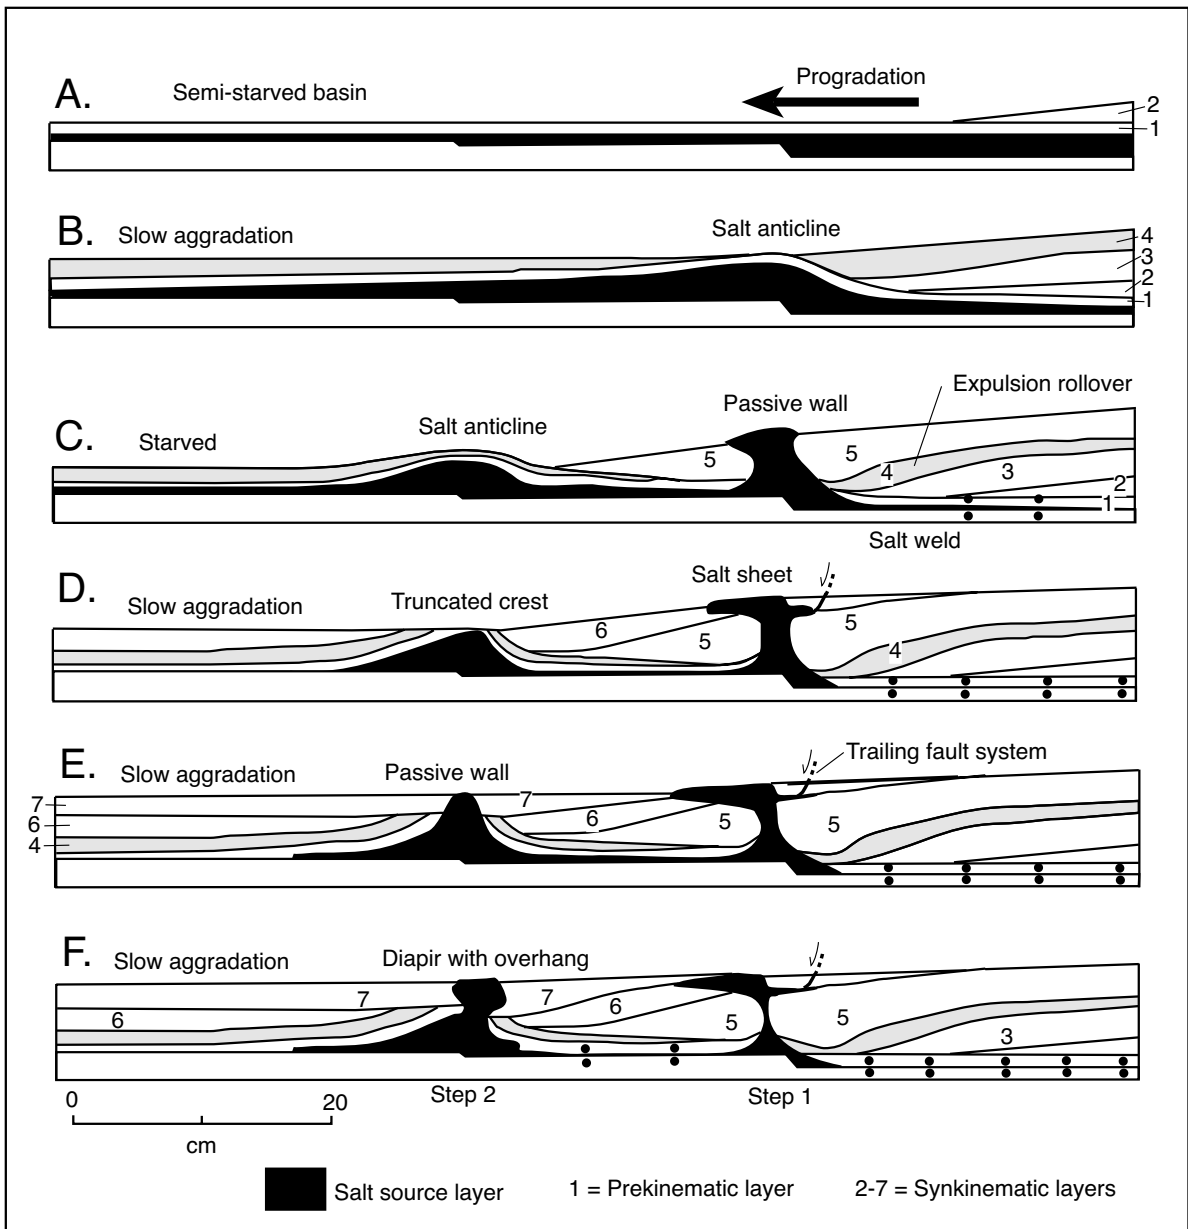 A.
Semi-starved basin
Progradation
2
1
B.
Slow aggradation
Salt anticline
4
3
2
1
C.
Starved
Salt anticline
Passive wall
Expulsion rollover
5
5
4
3
2
1
Salt weld
D.
Slow aggradation
Truncated crest
Salt sheet
6
5
5
4
E.
Slow aggradation
Passive wall
Trailing fault system
7
6
4
7
6
5
5
F.
Slow aggradation
Diapir with overhang
7
6
7
6
5
5
3
Step 2
Step 1
0 20
cm
Salt source layer
1 = Prekinematic layer
2-7 = Synkinematic layers